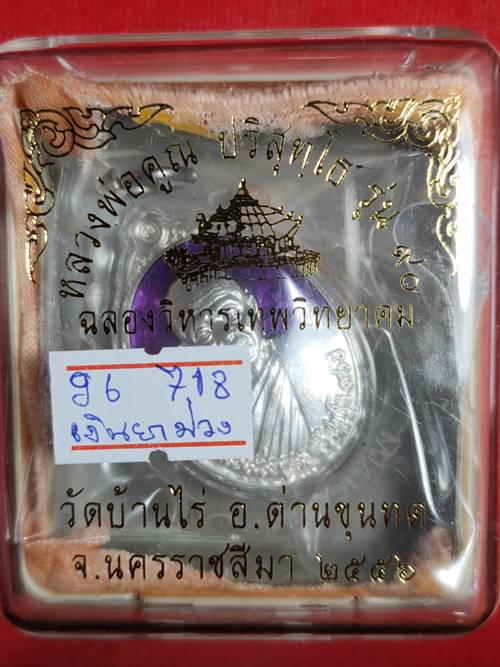 หลวงพ่อคูณ ปริสุทฺโธ รุ่น ๙๐
ฉลองวิหารเทพวิทยาคม
96 718
เงินยาม่วง
วัดบ้านไร่ อ.ด่านขุนทด
จ.นครราชสีมา ๒๕๕๖